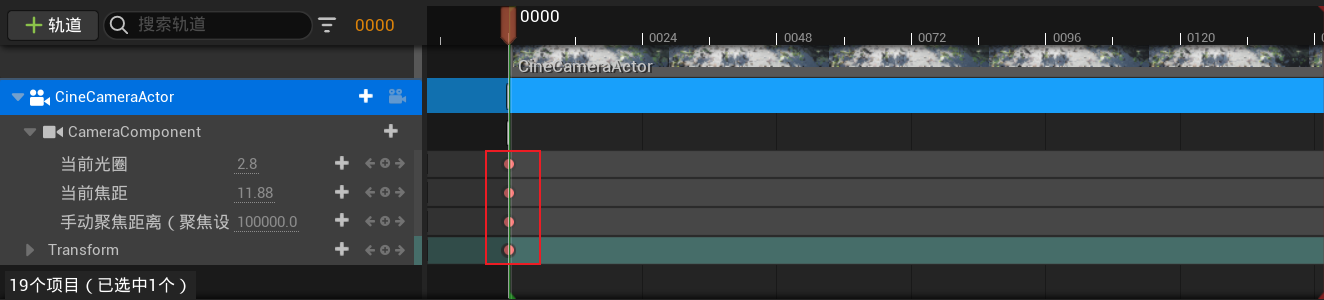 轨道
搜索轨道
0000
0000
0024
0048
0072
0096
0120
CineCameraActor
CineCameraActor
CameraComponent
当前光圈 2.8
当前焦距 11.88
手动聚焦距离（聚焦设 100000.0
Transform
19个项目（已选中1个）